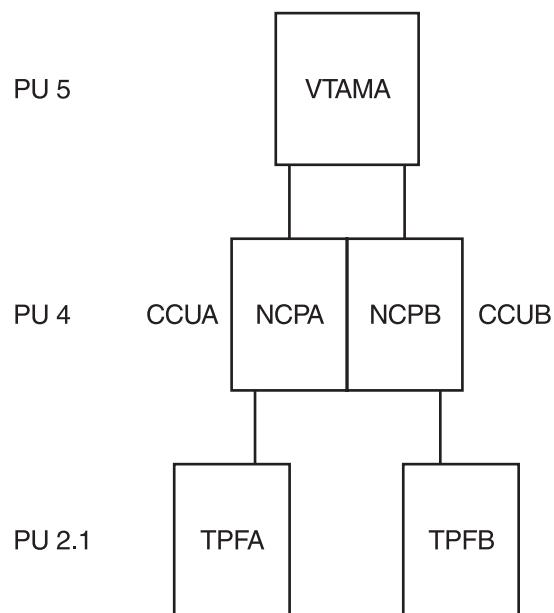 PU 5
VTAMA
PU 4
CCUA
NCPA
NCPB
CCUB
PU 2.1
TPFA
TPFB